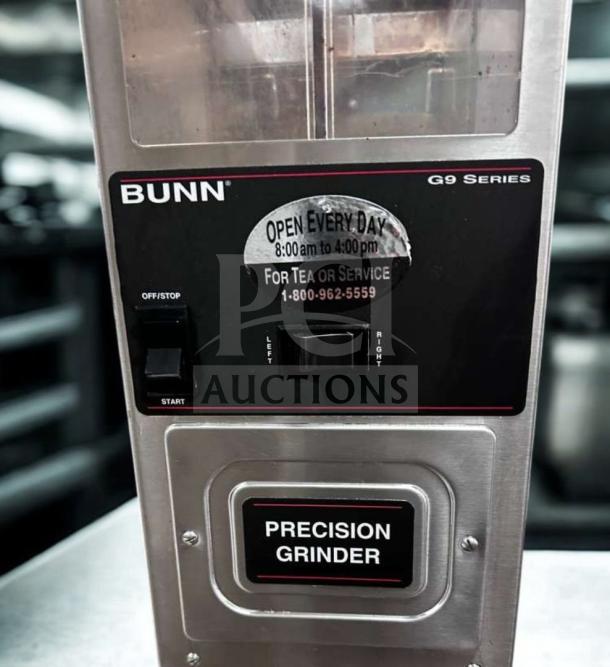 BUNN®
G9 SERIES
OPEN EVERY DAY
8:00 am to 4:00 pm
FOR TEA OR SERVICE
1-800-962-5559
OFF/STOP
LEFT
RIGHT
START
PCI
AUCTIONS
PRECISION
GRINDER